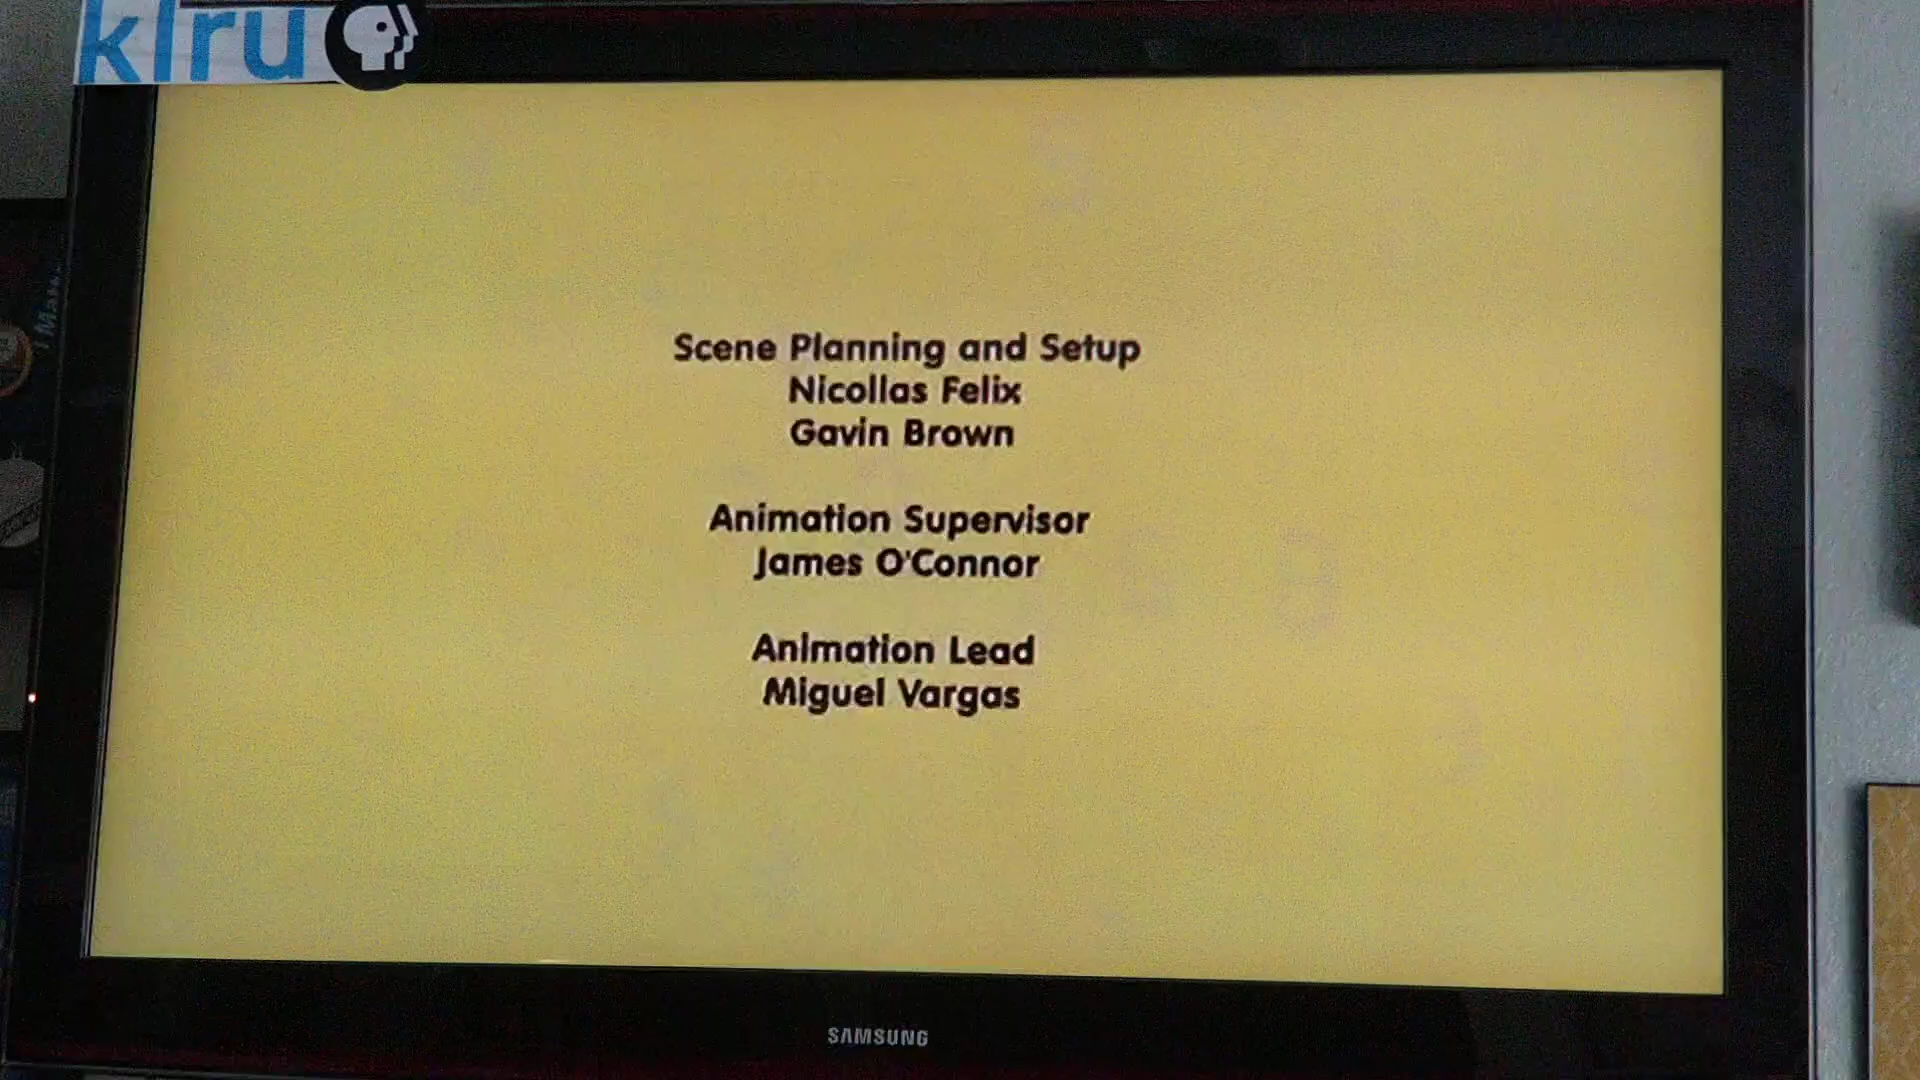 klru
Scene Planning and Setup
Nicollas Felix
Gavin Brown
Animation Supervisor
James O'Connor
Animation Lead
Miguel Vargas
SAMSUNG